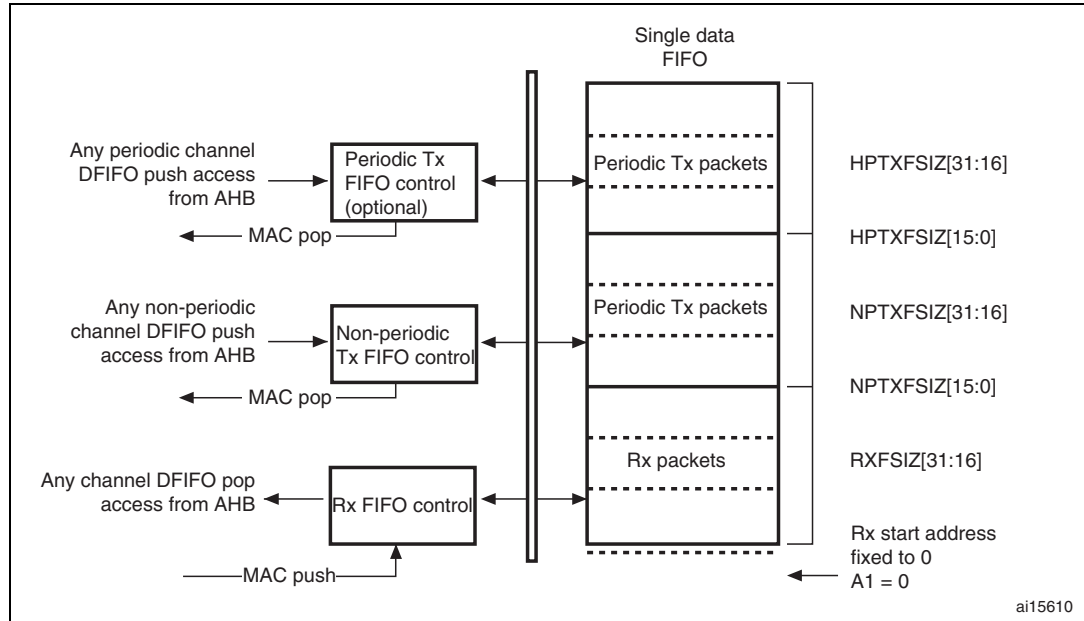 Single data
FIFO
Any periodic channel
DFIFO push access
from AHB
Periodic Tx
FIFO control
(optional)
MAC pop
Periodic Tx packets
HPTXFSIZ[31:16]
HPTXFSIZ[15:0]
Any non-periodic
channel DFIFO push
access from AHB
Non-periodic
Tx FIFO control
MAC pop
Periodic Tx packets
NPTXFSIZ[31:16]
NPTXFSIZ[15:0]
Any channel DFIFO pop
access from AHB
Rx FIFO control
MAC push
Rx packets
RXFSIZ[31:16]
Rx start address
fixed to 0
A1 = 0
ai15610